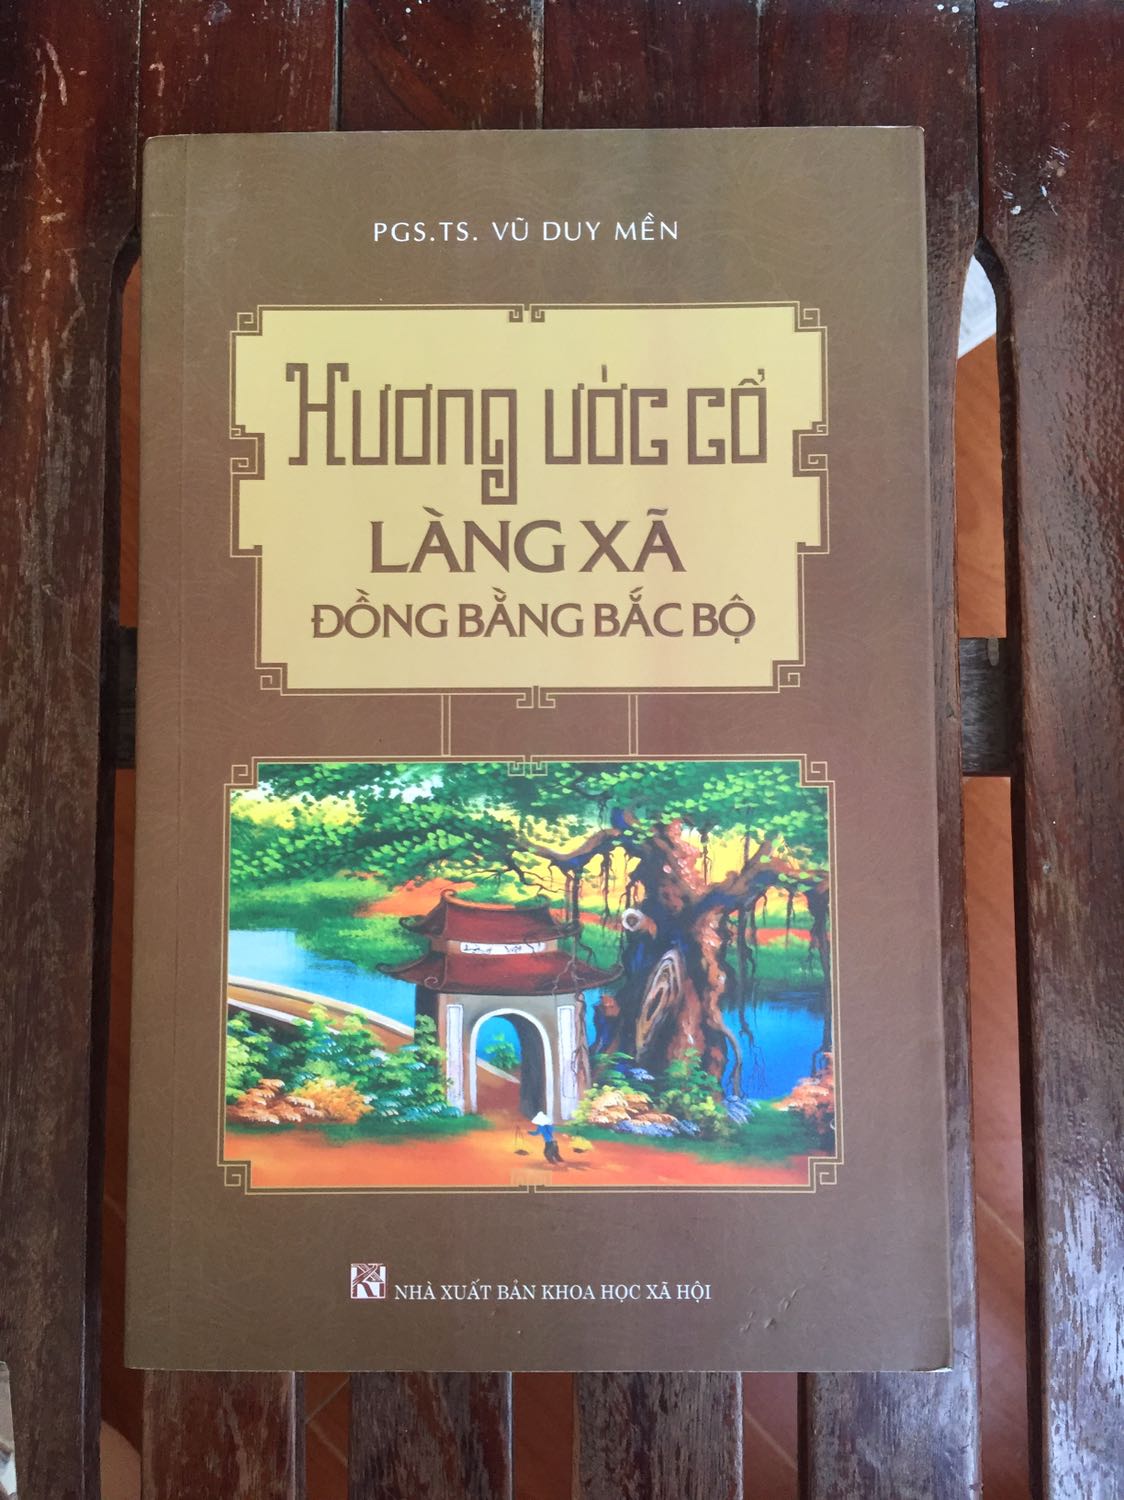 PGS.TS. VŨ DUY MỀN
Hương ước cổ
LÀNG XÃ
ĐỒNG BẰNG BẮC BỘ
NHÀ XUẤT BẢN KHOA HỌC XÃ HỘI